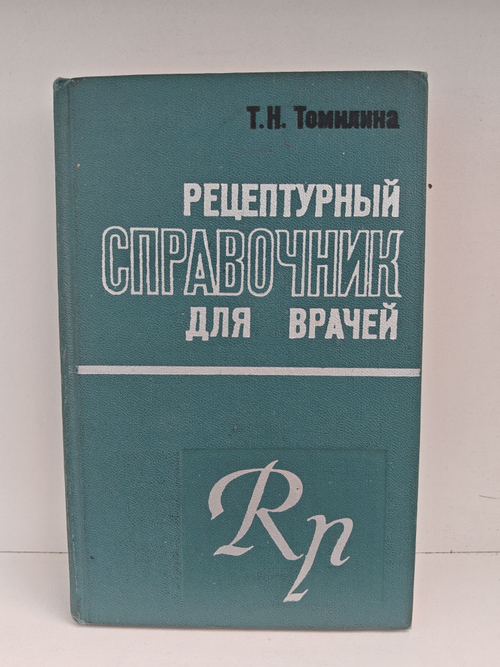 Т.Н. Томилина
РЕЦЕПТУРНЫЙ
СПРАВОЧНИК
ДЛЯ ВРАЧЕЙ
Rp